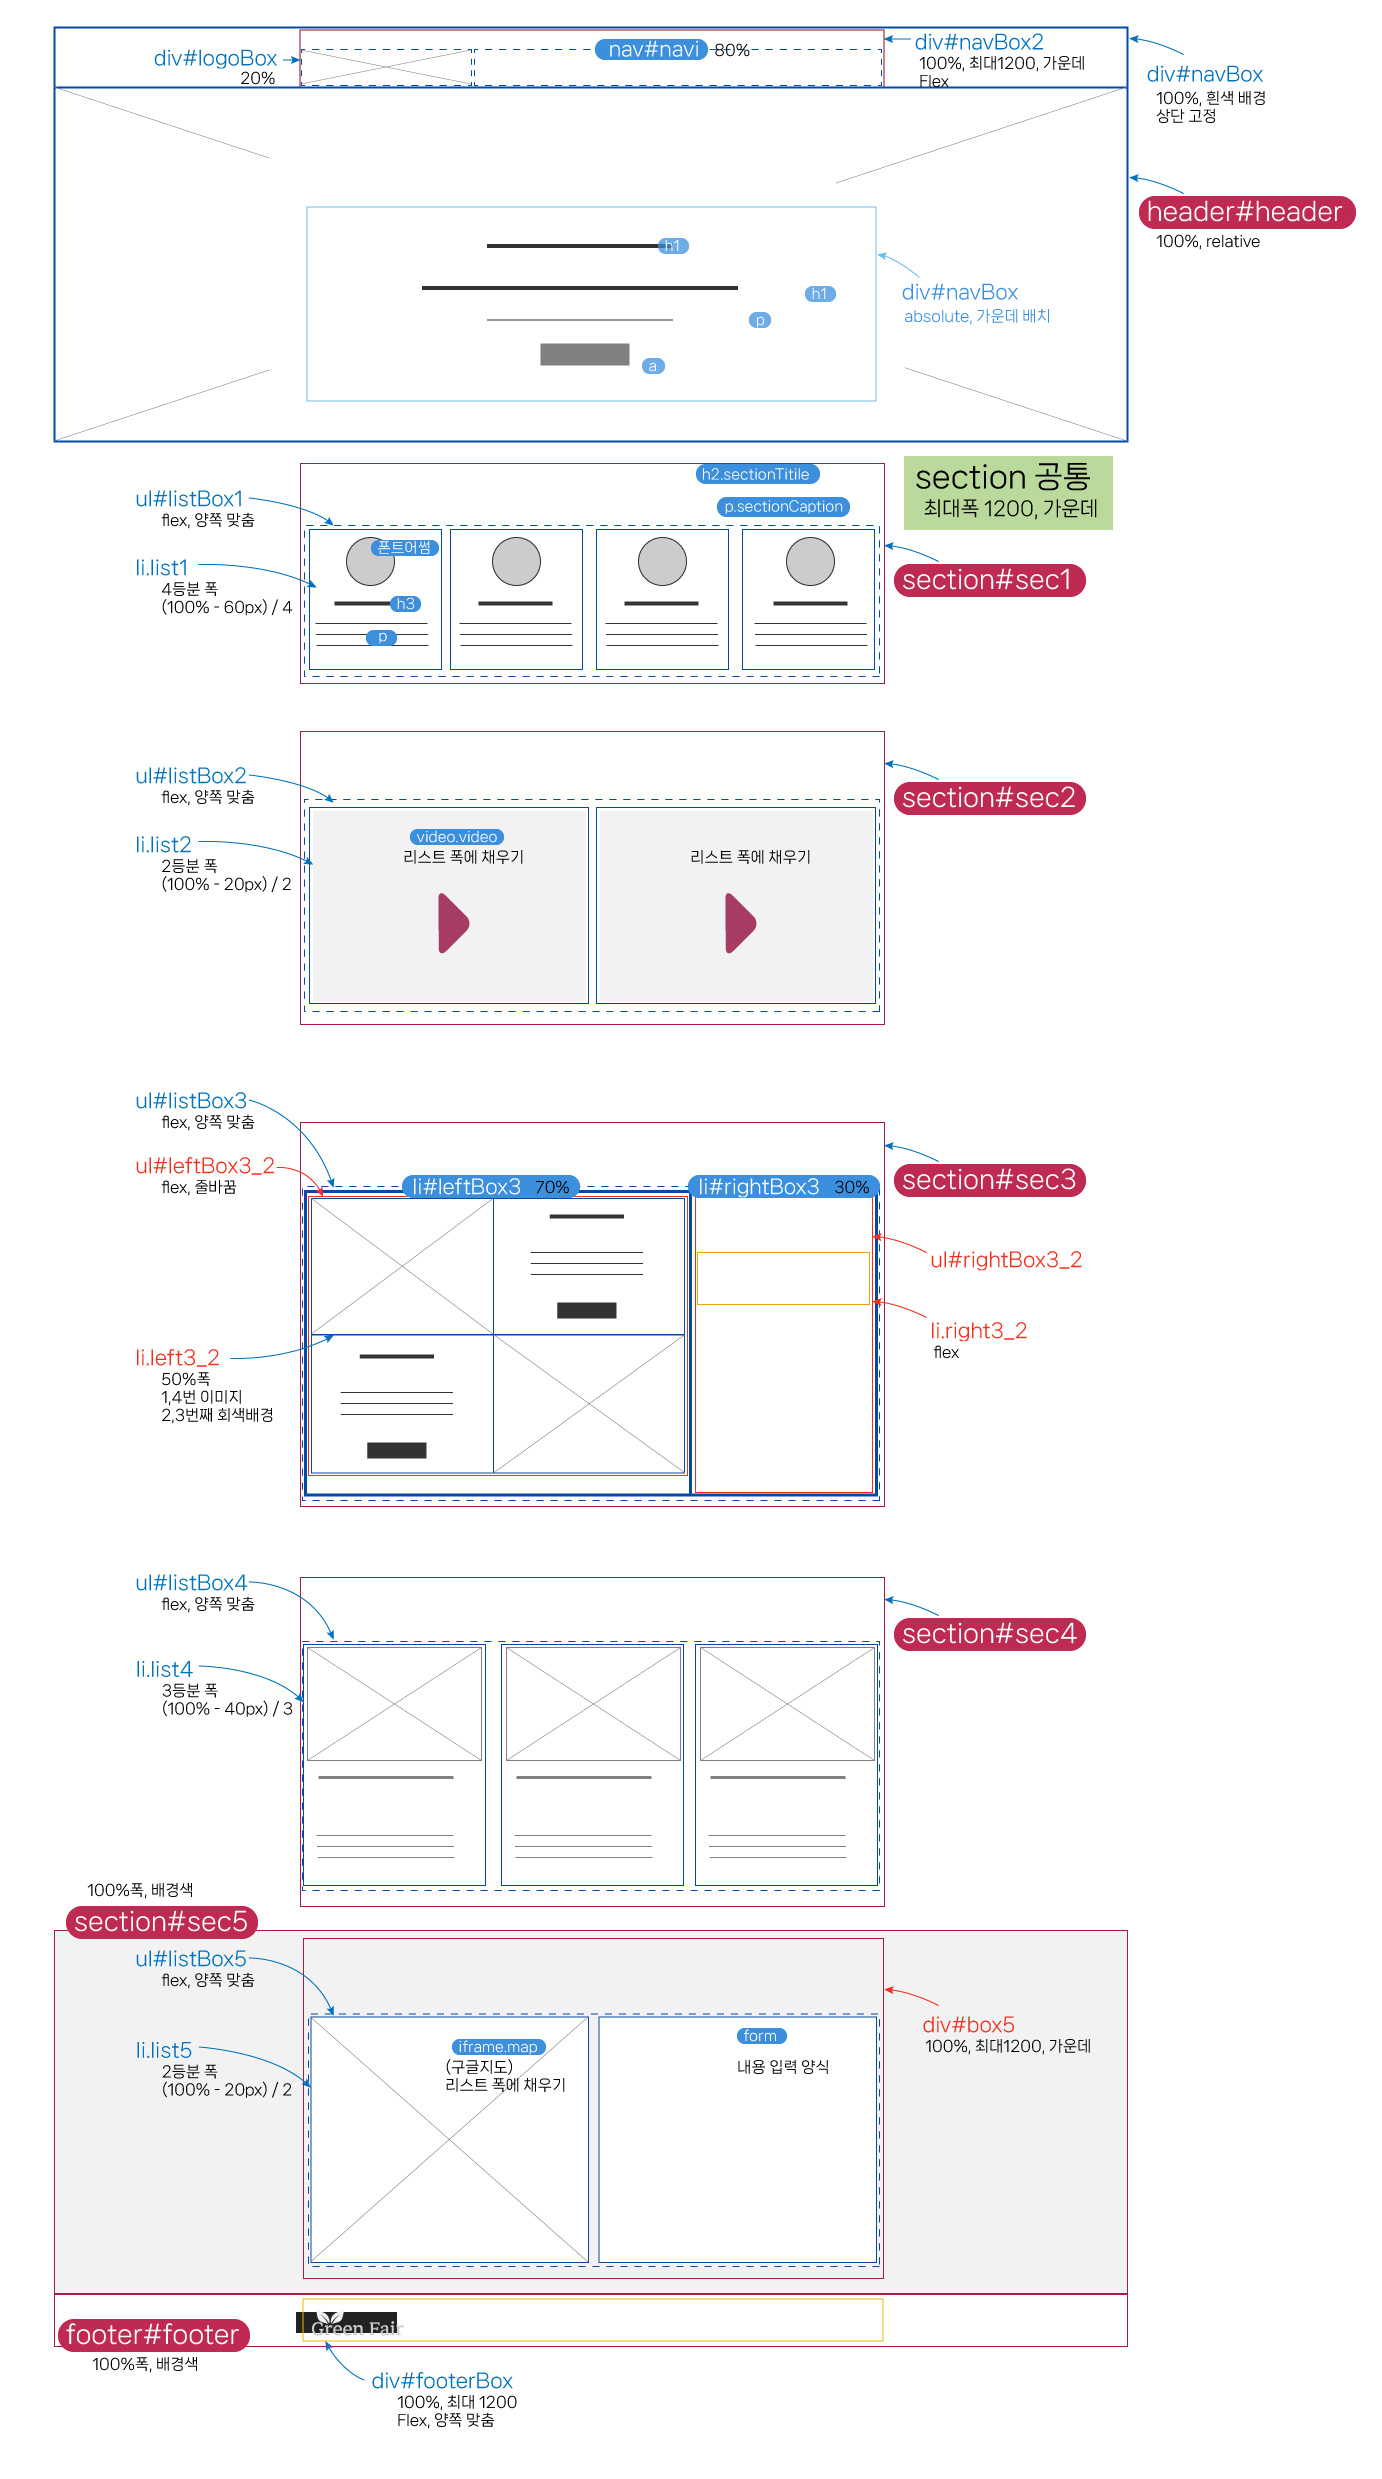 div#logoBox
20%
nav#navi
80%
div#navBox2
100%, 최대1200, 가운데
Flex
div#navBox
100%, 흰색 배경
상단 고정
header#header
100%, relative
h1
h1
p
a
div#navBox
absolute, 가운데 배치
section 공통
최대폭 1200, 가운데
h2.sectionTitile
p.sectionCaption
ul#listBox1
flex, 양쪽 맞춤
li.list1
4등분 폭
(100% - 60px) / 4
폰트어썸
h3
p
section#sec1
ul#listBox2
flex, 양쪽 맞춤
li.list2
2등분 폭
(100% - 20px) / 2
video.video
리스트 폭에 채우기
리스트 폭에 채우기
section#sec2
ul#listBox3
flex, 양쪽 맞춤
ul#leftBox3_2
flex, 줄바꿈
li#leftBox3 70%
li#rightBox3 30%
section#sec3
ul#rightBox3_2
li.right3_2
flex
li.left3_2
50%폭
1,4번 이미지
2,3번째 회색배경
ul#listBox4
flex, 양쪽 맞춤
li.list4
3등분 폭
(100% - 40px) / 3
section#sec4
100%폭, 배경색
section#sec5
ul#listBox5
flex, 양쪽 맞춤
li.list5
2등분 폭
(100% - 20px) / 2
iframe.map
(구글지도)
리스트 폭에 채우기
form
내용 입력 양식
div#box5
100%, 최대1200, 가운데
Green Fair
footer#footer
100%폭, 배경색
div#footerBox
100%, 최대 1200
Flex, 양쪽 맞춤